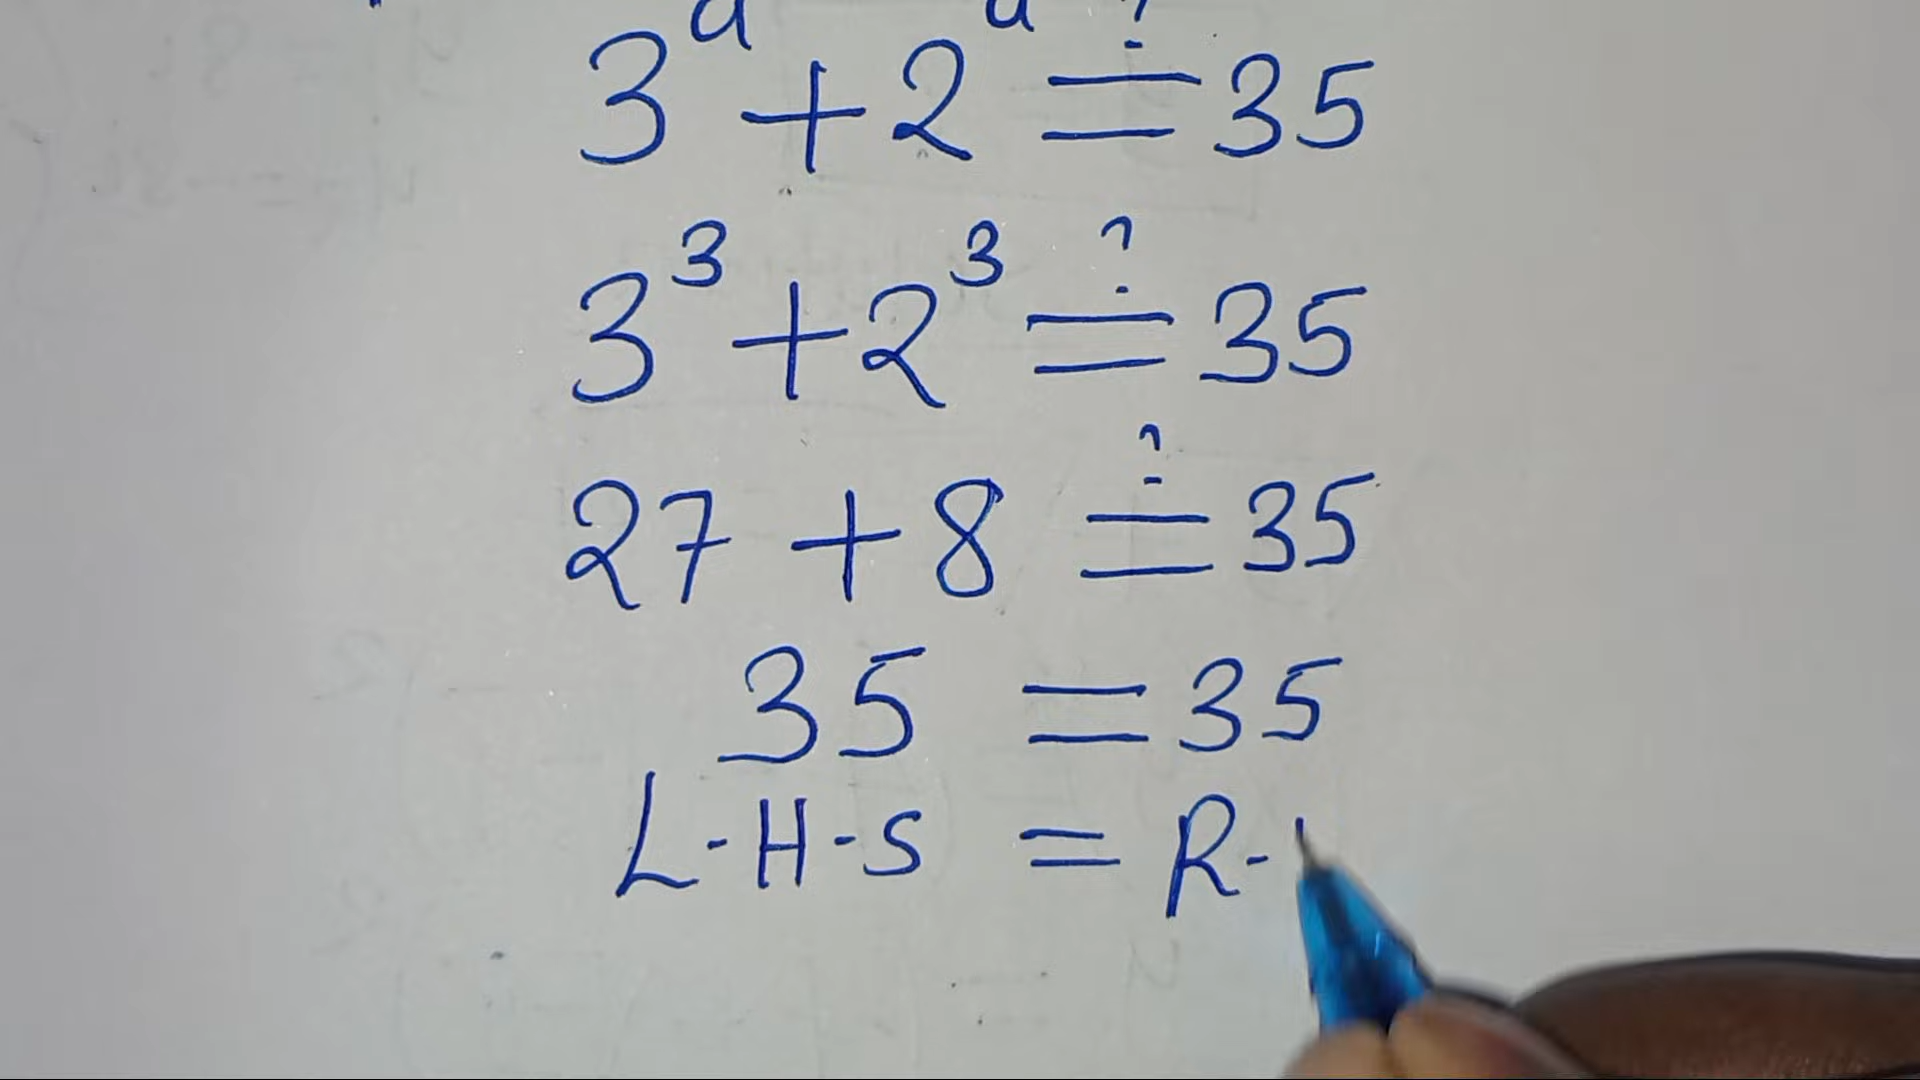 3^a + 2^a ?= 35
3^3 + 2^3 ?= 35
27 + 8 ?= 35
35 = 35
L-H-S = R-